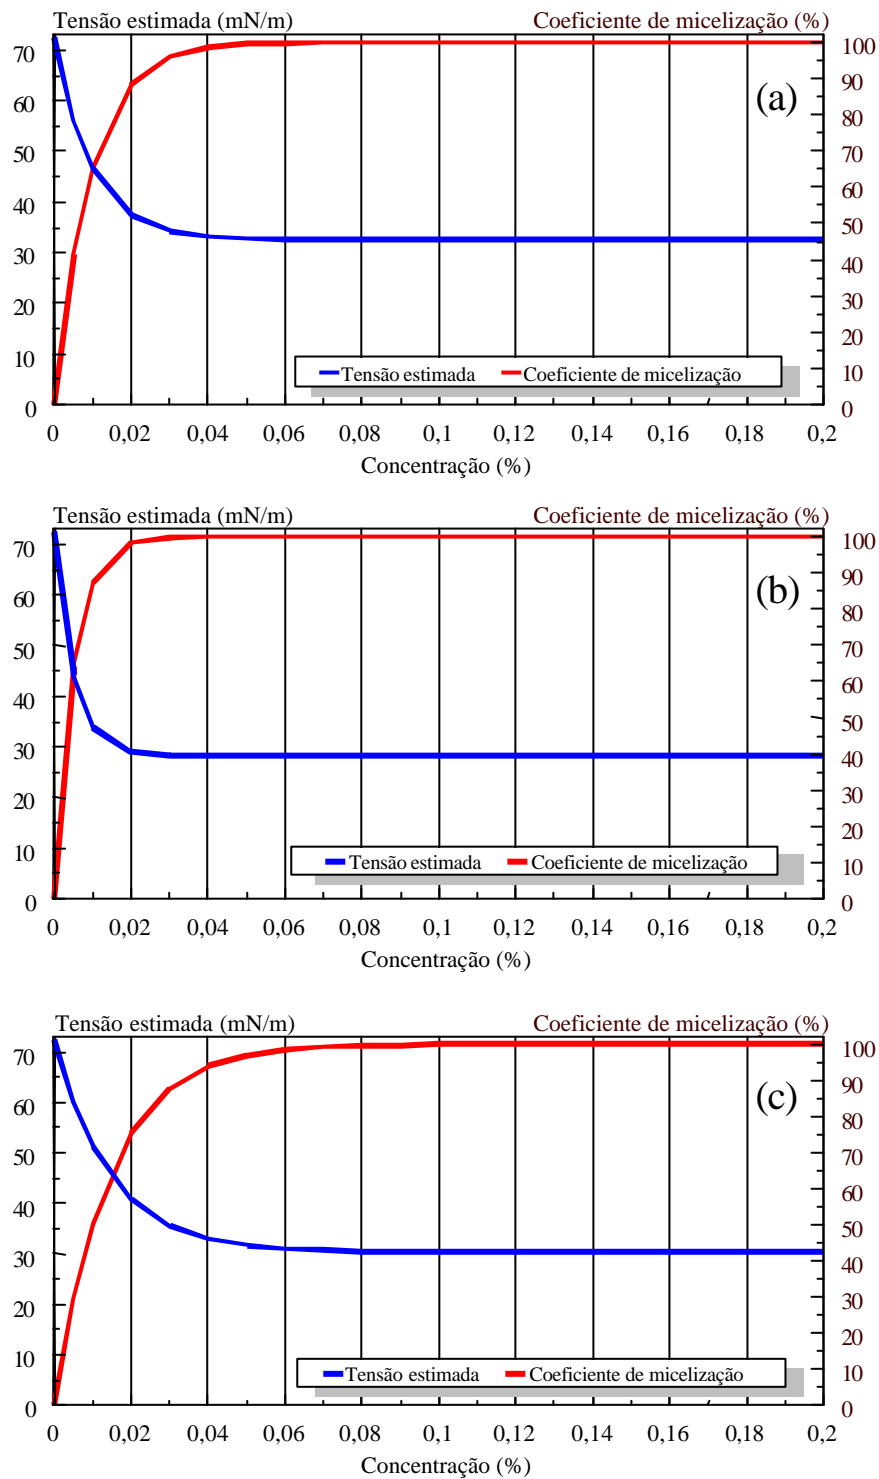 Tensão estimada (mN/m) Coeficiente de micelização (%)
70 100
60 90
50 80
40 70
30 60
20 50
10 40
0 30
20
10
0
(a)
Tensão estimada Coeficiente de micelização
0 0,02 0,04 0,06 0,08 0,1 0,12 0,14 0,16 0,18 0,2
Concentração (%)
Tensão estimada (mN/m) Coeficiente de micelização (%)
70 100
60 90
50 80
40 70
30 60
20 50
10 40
0 30
20
10
0
(b)
Tensão estimada Coeficiente de micelização
0 0,02 0,04 0,06 0,08 0,1 0,12 0,14 0,16 0,18 0,2
Concentração (%)
Tensão estimada (mN/m) Coeficiente de micelização (%)
70 100
60 90
50 80
40 70
30 60
20 50
10 40
0 30
20
10
0
(c)
Tensão estimada Coeficiente de micelização
0 0,02 0,04 0,06 0,08 0,1 0,12 0,14 0,16 0,18 0,2
Concentração (%)